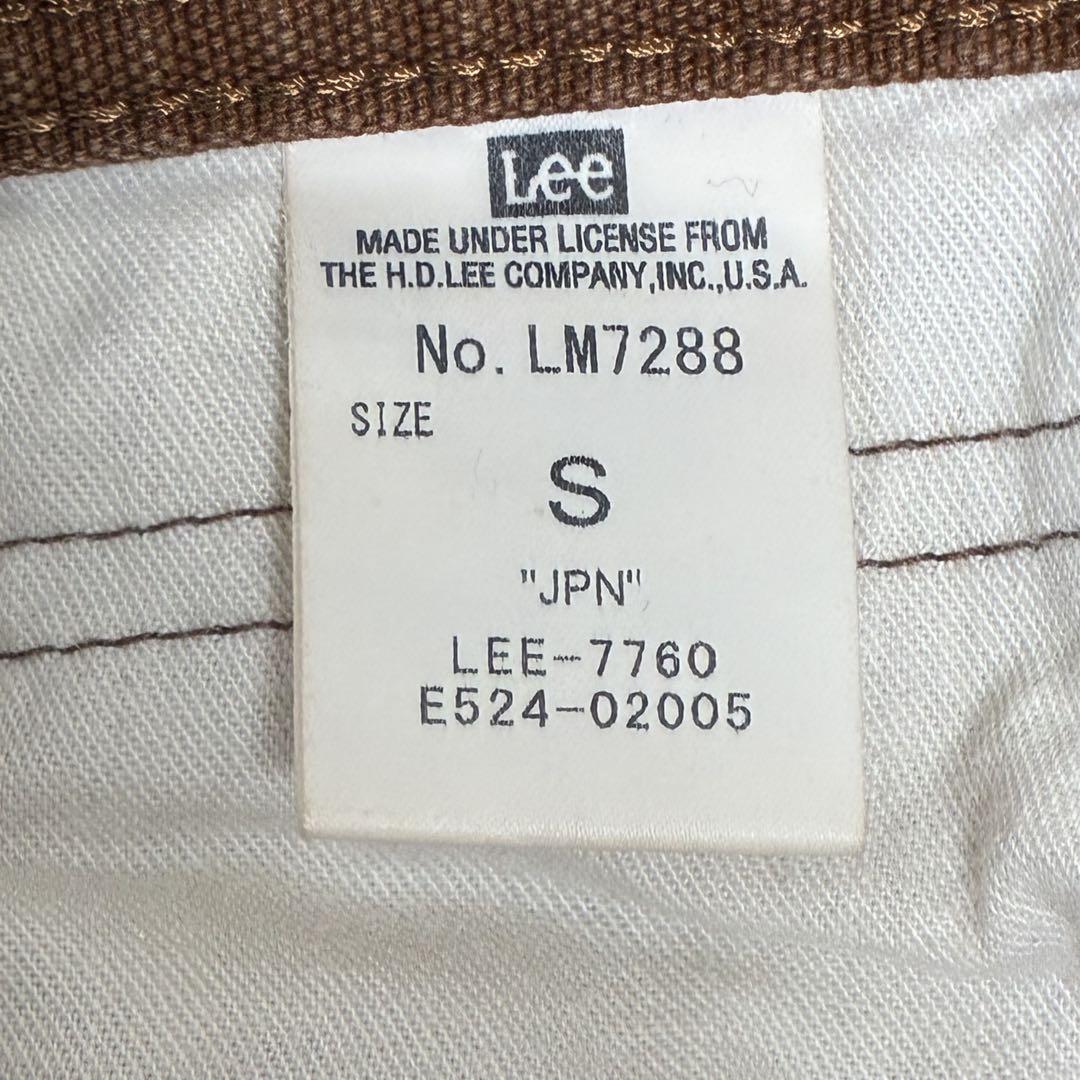 Lee
MADE UNDER LICENSE FROM
THE H.D.LEE COMPANY,INC.,U.S.A.
No. LM7288
SIZE
S
"JPN"
LEE-7760
E524-02005